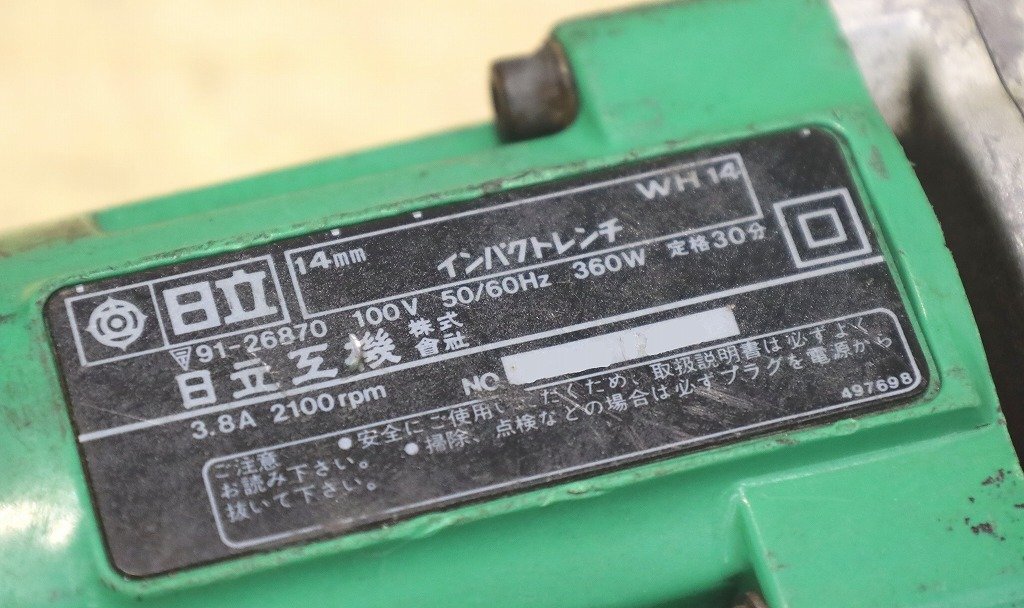 日立
14mm
インパクトレンチ
WH14
▽91-26870 100V 50/60Hz 360W 定格30分
日立工機株式會社
3.8A 2100rpm
NO
ご注意 ●安全にご使用いただくため、取扱説明書は必ずよく
お読み下さい。 ●掃除、点検などの場合は必ずプラグを電源から
抜いて下さい。
497698